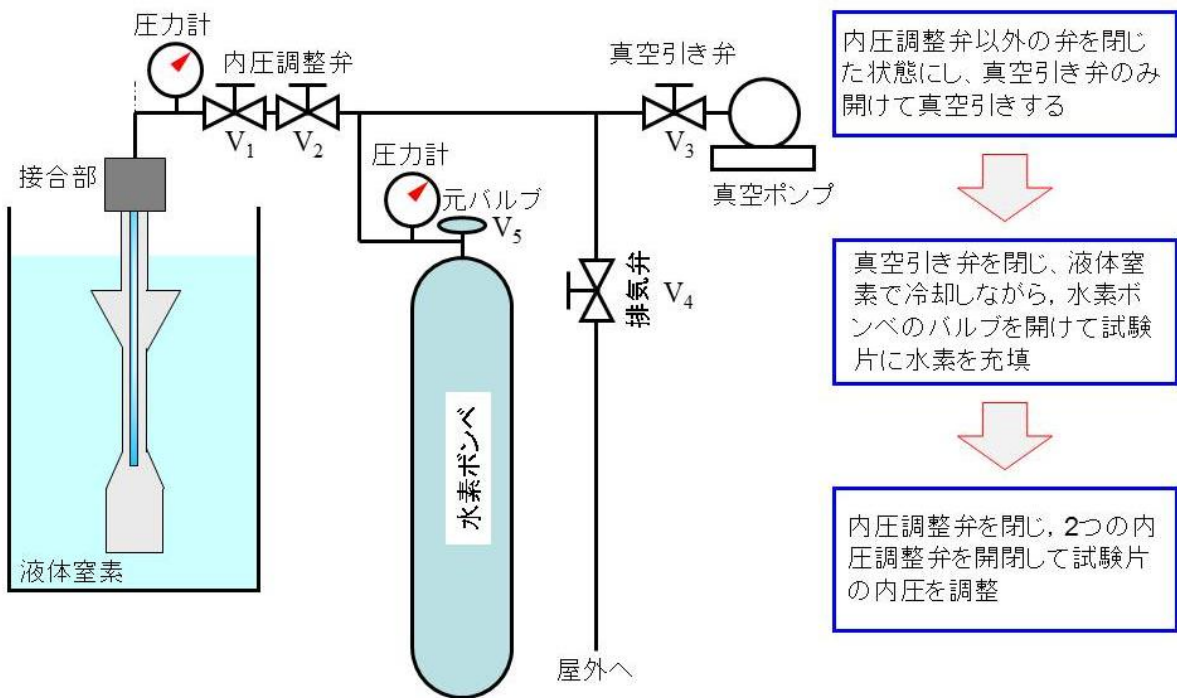 圧力計
内圧調整弁
V1
V2
真空引き弁
V3
真空ポンプ
接合部
圧力計
元バルブ
V5
排気弁
V4
水素ボンベ
液体窒素
屋外へ
内圧調整弁以外の弁を閉じ
た状態にし、真空引き弁のみ
開けて真空引きする
真空引き弁を閉じ、液体窒
素で冷却しながら，水素ボ
ンベのバルブを開けて試験
片に水素を充填
内圧調整弁を閉じ，2つの内
圧調整弁を開閉して試験片
の内圧を調整